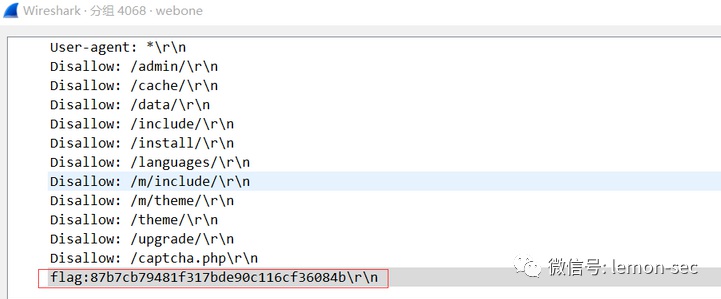 Wireshark · 分组 4068 · webone
User-agent: *\r\n
Disallow: /admin/\r\n
Disallow: /cache/\r\n
Disallow: /data/\r\n
Disallow: /include/\r\n
Disallow: /install/\r\n
Disallow: /languages/\r\n
Disallow: /m/include/\r\n
Disallow: /m/theme/\r\n
Disallow: /theme/\r\n
Disallow: /upgrade/\r\n
Disallow: /captcha.php\r\n
flag:87b7cb79481f317bde90c116cf36084b\r\n
微信号: lemon-sec